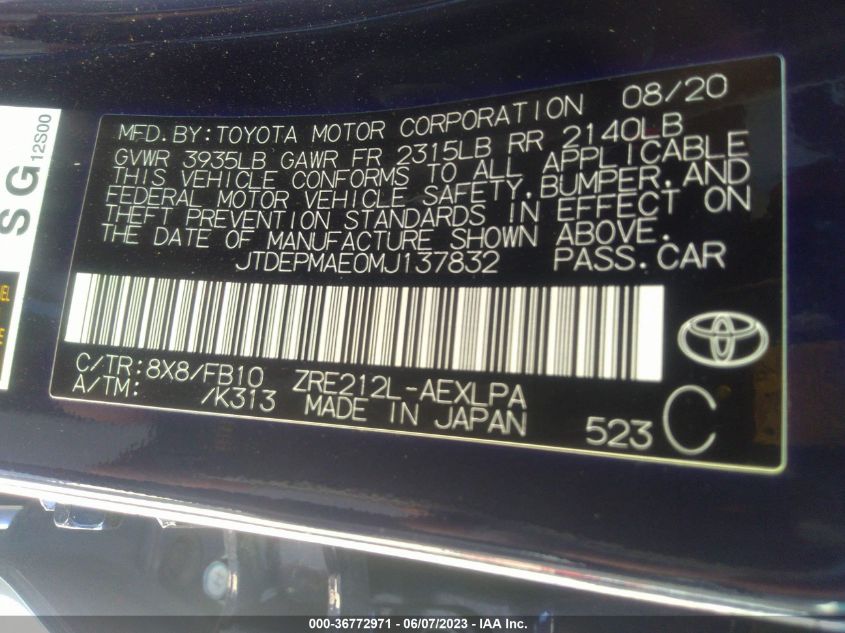 MFD.BY:TOYOTA MOTOR CORPORATION 08/20
GVWR 3935LB GAWR FR 2315LB RR 2140LB
THIS VEHICLE CONFORMS TO ALL APPLICABLE
FEDERAL MOTOR VEHICLE SAFETY,BUMPER,AND
THEFT PREVENTION STANDARDS IN EFFECT ON
THE DATE OF MANUFACTURE SHOWN ABOVE.
JTDEPMAE0MJ137832 PASS.CAR
C/TR:8X8/FB10 ZRE212L-AEXLPA
A/TM: /K313 MADE IN JAPAN 523 C
SG
12S00
000-36772971 - 06/07/2023 - IAA Inc.